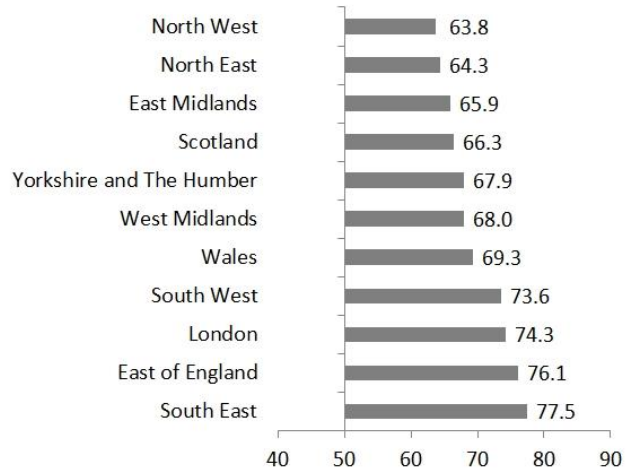 North West 63.8
North East 64.3
East Midlands 65.9
Scotland 66.3
Yorkshire and The Humber 67.9
West Midlands 68.0
Wales 69.3
South West 73.6
London 74.3
East of England 76.1
South East 77.5
40 50 60 70 80 90